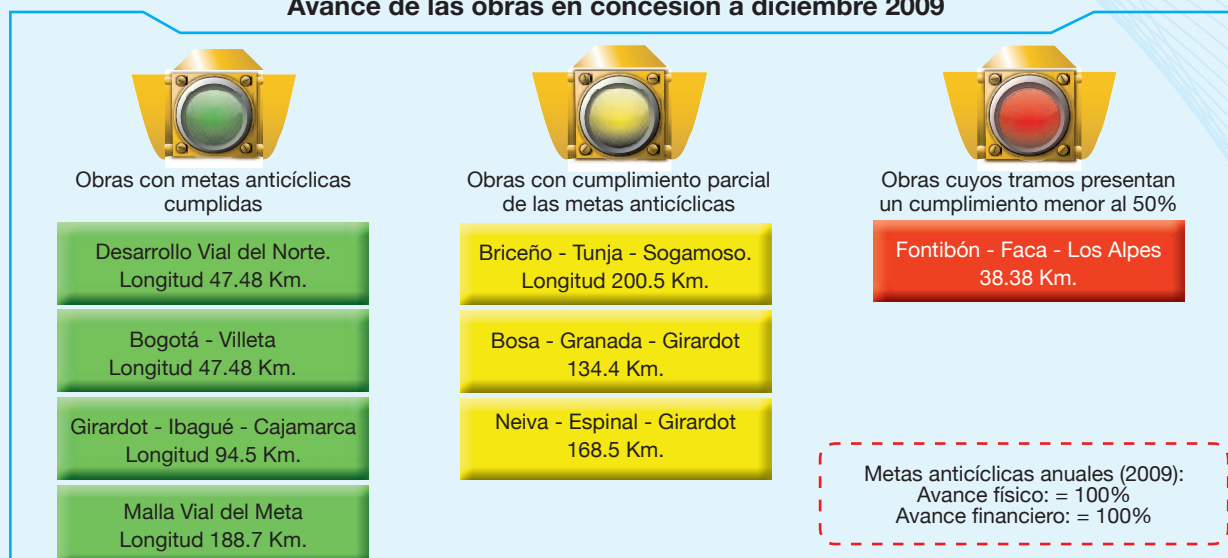 Avance de las obras en concesión a diciembre 2009
Obras con metas anticíclicas
cumplidas
Desarrollo Vial del Norte.
Longitud 47.48 Km.
Bogotá - Villeta
Longitud 47.48 Km.
Girardot - Ibagué - Cajamarca
Longitud 94.5 Km.
Malla Vial del Meta
Longitud 188.7 Km.
Obras con cumplimiento parcial
de las metas anticíclicas
Briceño - Tunja - Sogamoso.
Longitud 200.5 Km.
Bosa - Granada - Girardot
134.4 Km.
Neiva - Espinal - Girardot
168.5 Km.
Obras cuyos tramos presentan
un cumplimiento menor al 50%
Fontibón - Faca - Los Alpes
38.38 Km.
Metas anticíclicas anuales (2009):
Avance físico: = 100%
Avance financiero: = 100%